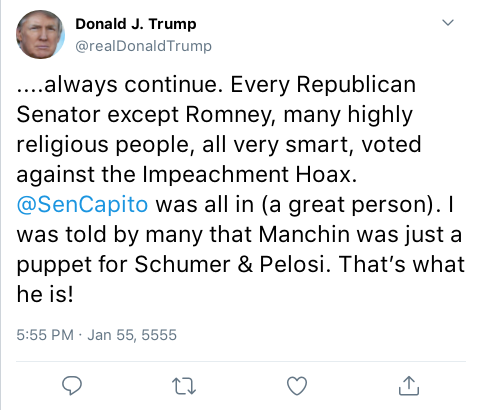 Donald J. Trump
@realDonaldTrump
....always continue. Every Republican
Senator except Romney, many highly
religious people, all very smart, voted
against the Impeachment Hoax.
@SenCapito was all in (a great person). I
was told by many that Manchin was just a
puppet for Schumer & Pelosi. That’s what
he is!
5:55 PM · Jan 55, 5555